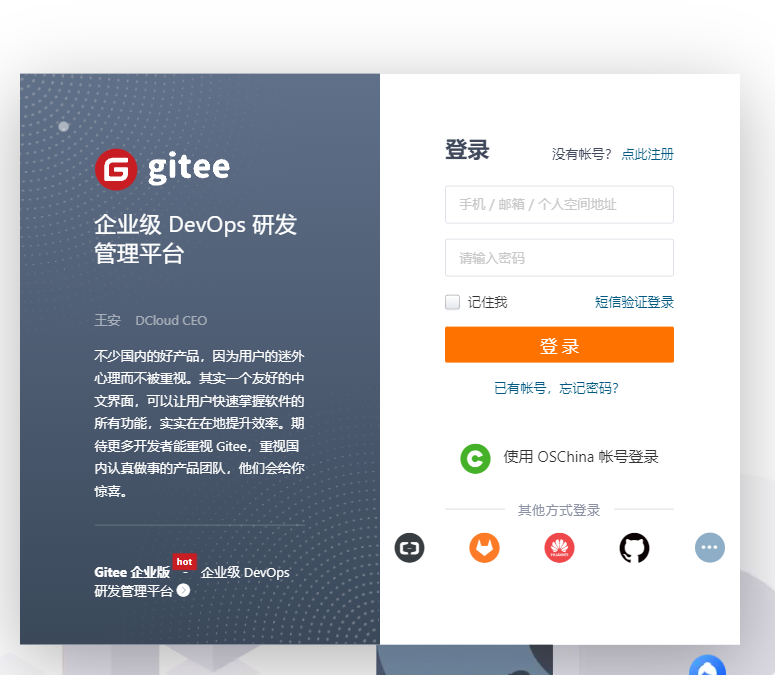 gitee
企业级 DevOps 研发
管理平台
王安 DCloud CEO
不少国内的好产品，因为用户的迷外
心理而不被重视。其实一个友好的中
文界面，可以让用户快速掌握软件的
所有功能，实实在在地提升效率。期
待更多开发者能重视 Gitee，重视国
内认真做事的产品团队，他们会给你
惊喜。
hot
Gitee 企业版 - 企业级 DevOps
研发管理平台
登录 没有帐号？ 点此注册
手机 / 邮箱 / 个人空间地址
请输入密码
记住我 短信验证登录
登 录
已有帐号，忘记密码？
使用 OSChina 帐号登录
其他方式登录
HUAWEI